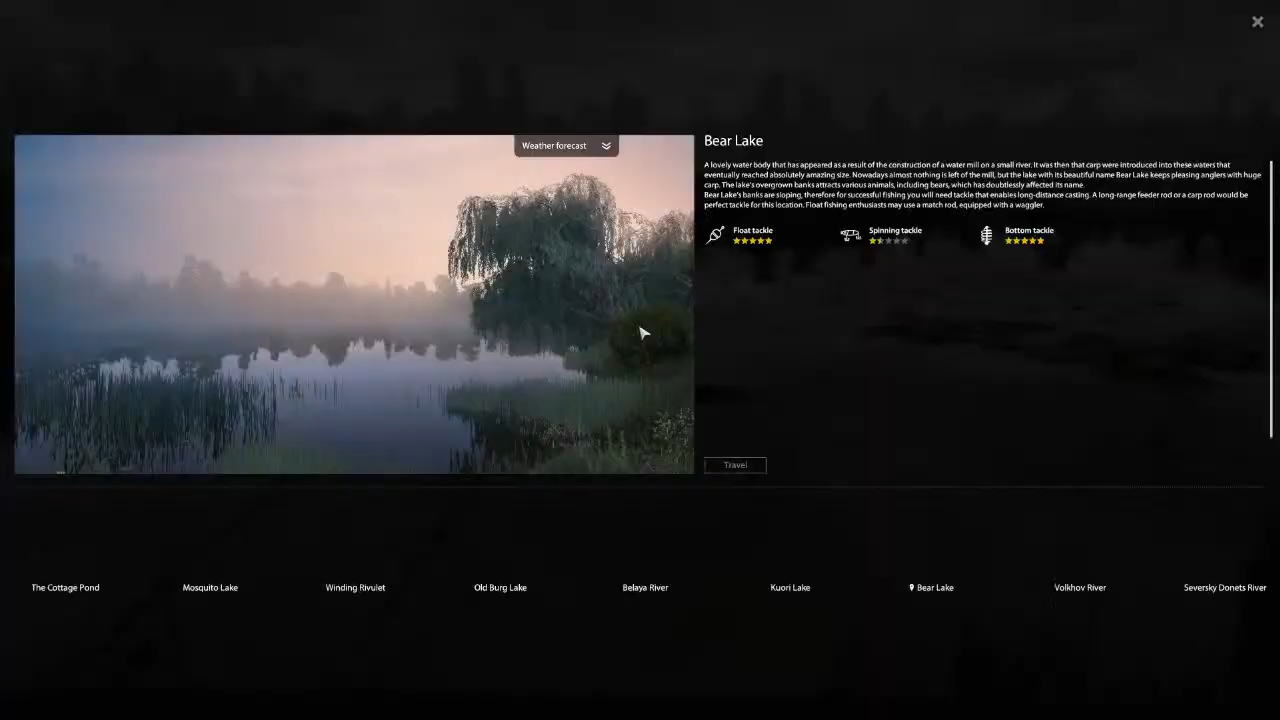 Weather forecast
Bear Lake
A lovely water body that has appeared as a result of the construction of a water mill on a small river. It was then that carp were introduced into these waters that
eventually reached absolutely amazing size. Nowadays almost nothing is left of the mill, but the lake with its beautiful name Bear Lake keeps pleasing anglers with huge
carp. The lake's overgrown banks attracts various animals, including bears, which has doubtlessly affected its name.
Bear Lake's banks are sloping, therefore for successful fishing you will need tackle that enables long-distance casting. A long-range feeder rod or a carp rod would be
perfect tackle for this location. Float fishing enthusiasts may use a match rod, equipped with a waggler.
Float tackle
Spinning tackle
Bottom tackle
Travel
The Cottage Pond
Mosquito Lake
Winding Rivulet
Old Burg Lake
Belaya River
Kuori Lake
Bear Lake
Volkhov River
Seversky Donets River